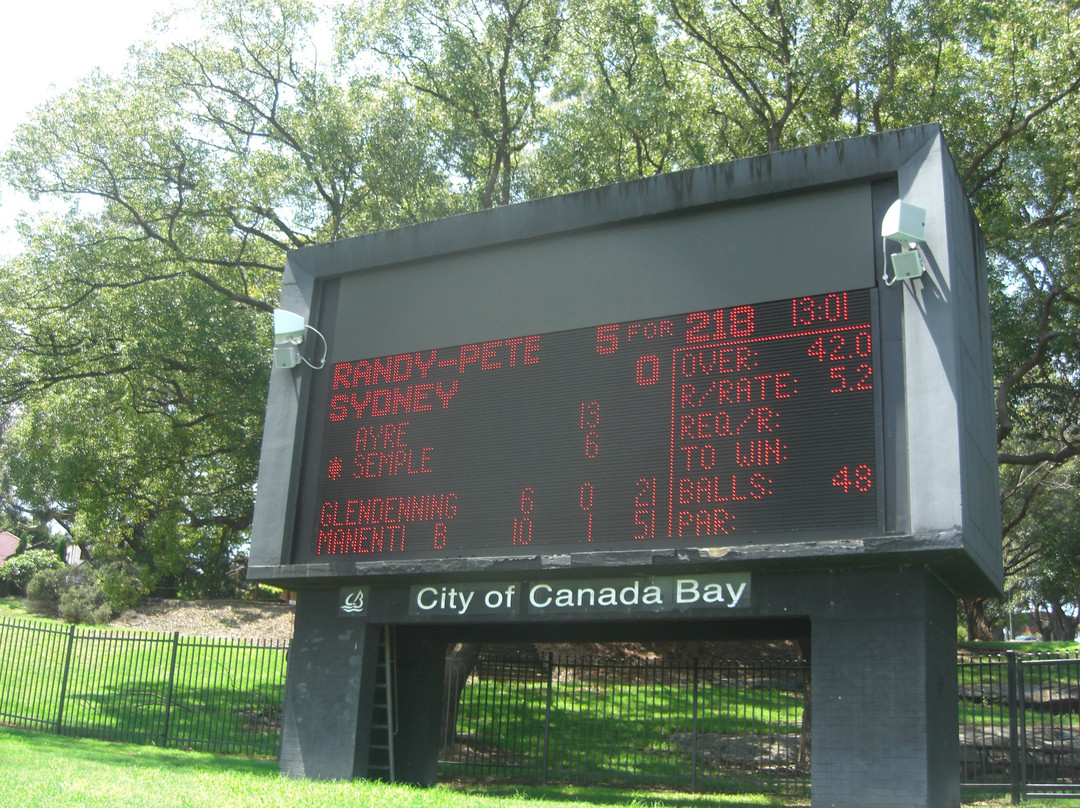 RANDY-PETE 5 FOR 218 13:01
SYDNEY 0
OVER: 42.0
R/RATE: 5.2
AYRE 13
REQ/R:
* SEMPLE 6
TO WIN:
GLENDENNING 6 0 21
BALLS: 48
MANENTI 8 10 1 51
PAR:
City of Canada Bay